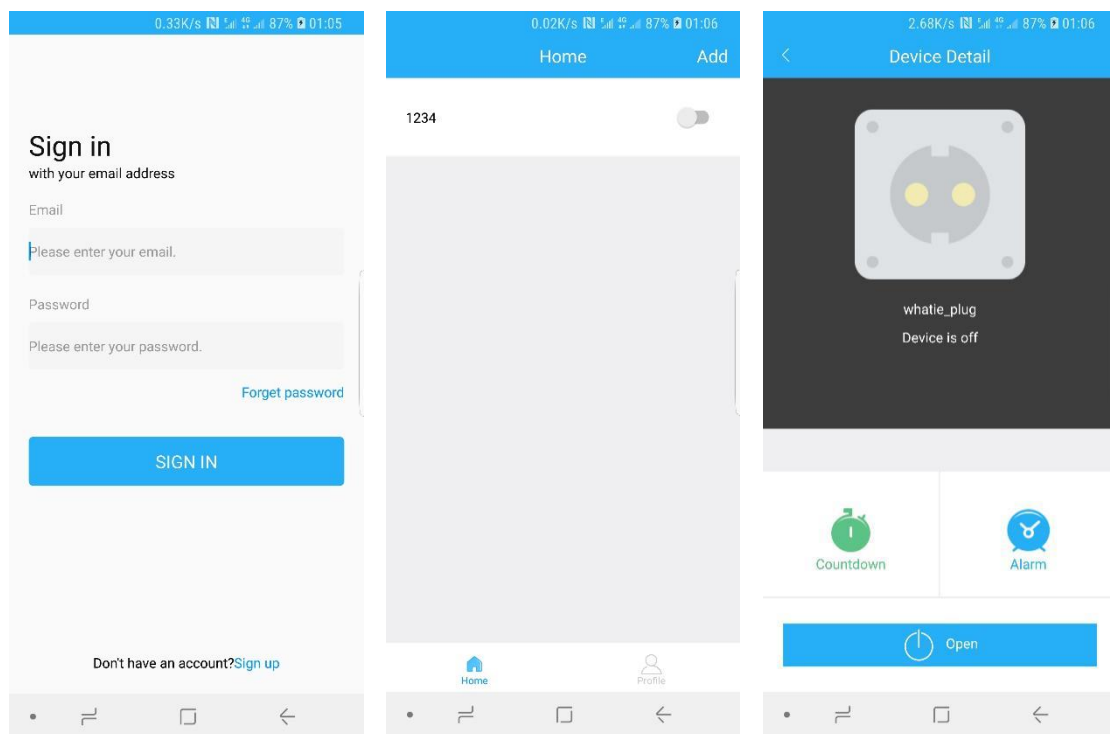 0.33K/s 87% 01:05
Sign in
with your email address
Email
Please enter your email.
Password
Please enter your password.
Forget password
SIGN IN
Don't have an account?Sign up
0.02K/s 87% 01:06
Home Add
1234
Home Profile
2.68K/s 87% 01:06
Device Detail
whatie_plug
Device is off
Countdown Alarm
Open